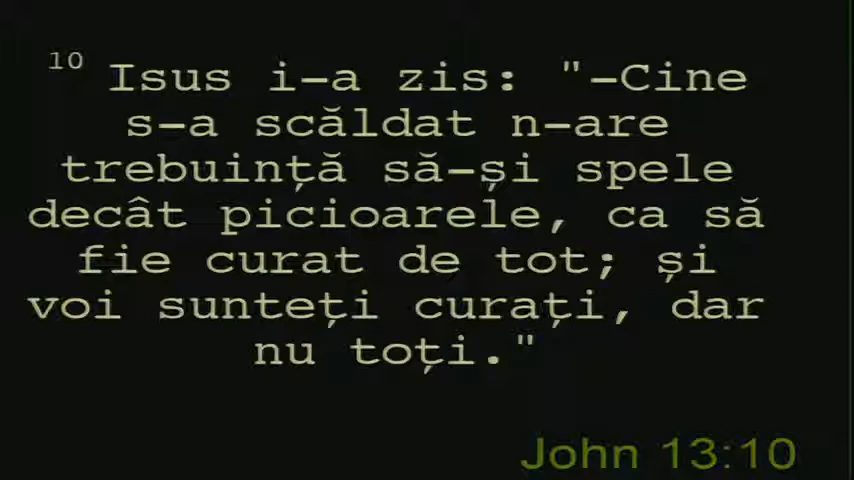 10 Isus i-a zis: "-Cine
s-a scăldat n-are
trebuință să-și spele
decât picioarele, ca să
fie curat de tot; și
voi sunteți curați, dar
nu toți."
John 13:10